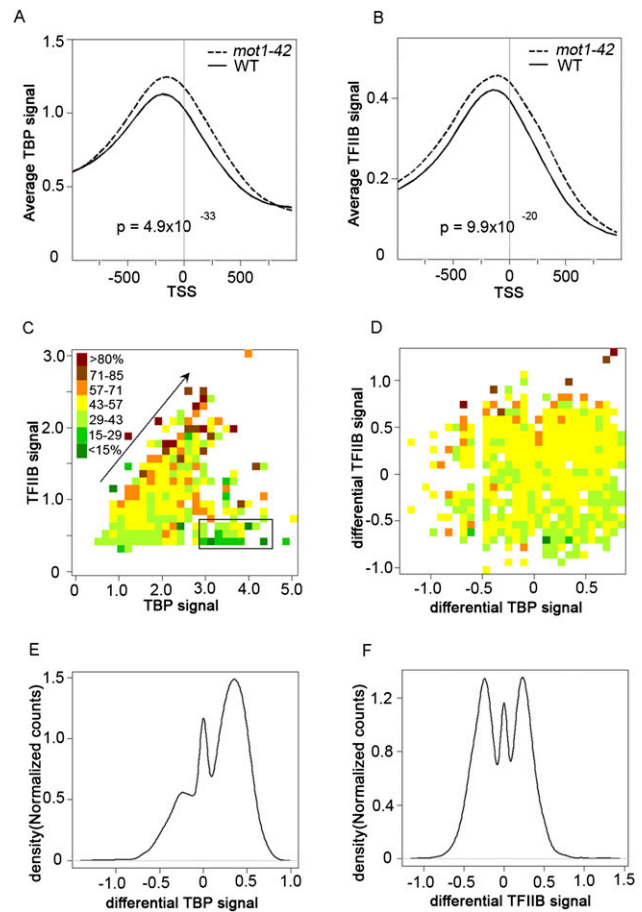 A
Average TBP signal
1.5
1.0
0.5
0
mot1-42
WT
p = 4.9x10 -33
-500 0 500
TSS
B
Average TFIIB signal
0.4
0.2
0
mot1-42
WT
p = 9.9x10 -20
-500 0 500
TSS
C
TFIIB signal
3.0
2.0
1.0
0
>80%
71-85
57-71
43-57
29-43
15-29
<15%
0 1.0 2.0 3.0 4.0 5.0
TBP signal
D
differential TFIIB signal
1.0
0.5
0
-0.5
-1.0
-1.0 -0.5 0 0.5
differential TBP signal
E
density(Normalized counts)
1.5
1.0
0.5
0
-1.0 -0.5 0 0.5 1.0
differential TBP signal
F
density(Normalized counts)
1.2
0.8
0.4
0
-1.0 -0.5 0 0.5 1.0 1.5
differential TFIIB signal